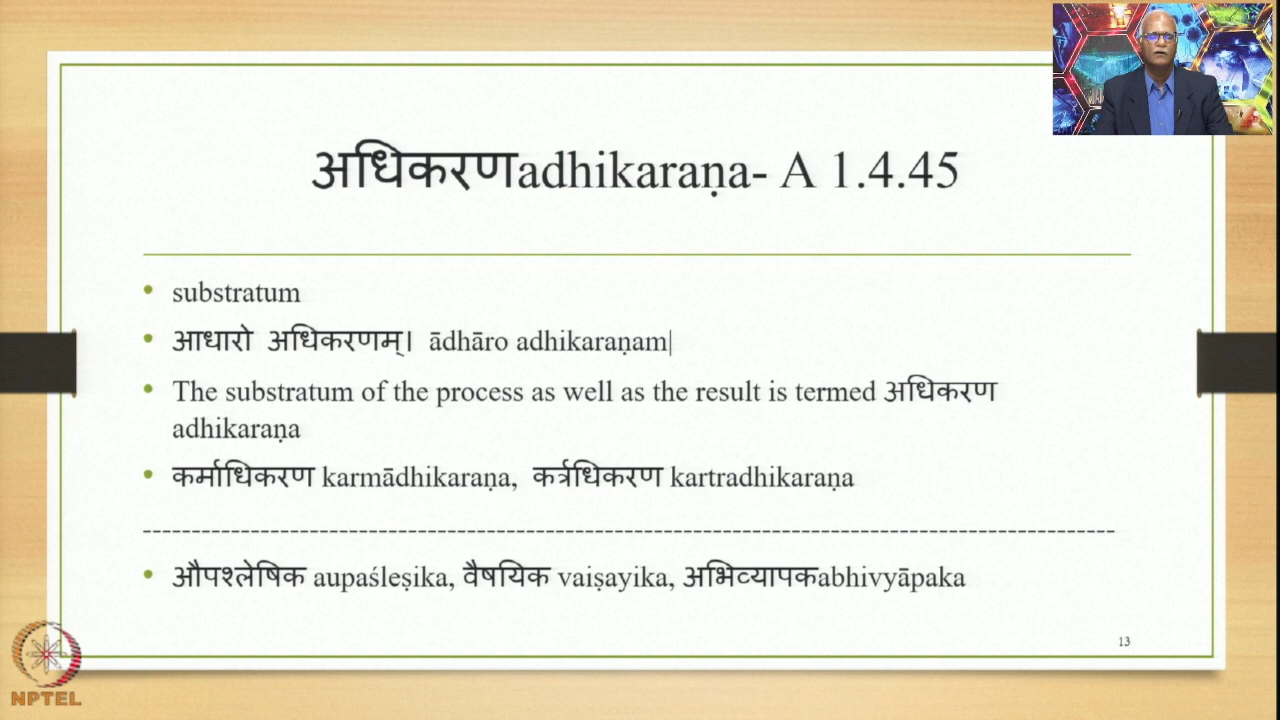 अधिकरणadhikaraṇa- A 1.4.45
• substratum
• आधारो अधिकरणम्। ādhāro adhikaraṇam|
• The substratum of the process as well as the result is termed अधिकरण
adhikaraṇa
• कर्माधिकरण karmādhikaraṇa, कर्त्रधिकरण kartradhikaraṇa
--------------------------------------------------------------------------------------------------
• औपश्लेषिक aupaśleṣika, वैषयिक vaiṣayika, अभिव्यापकabhivyāpaka
13
NPTEL